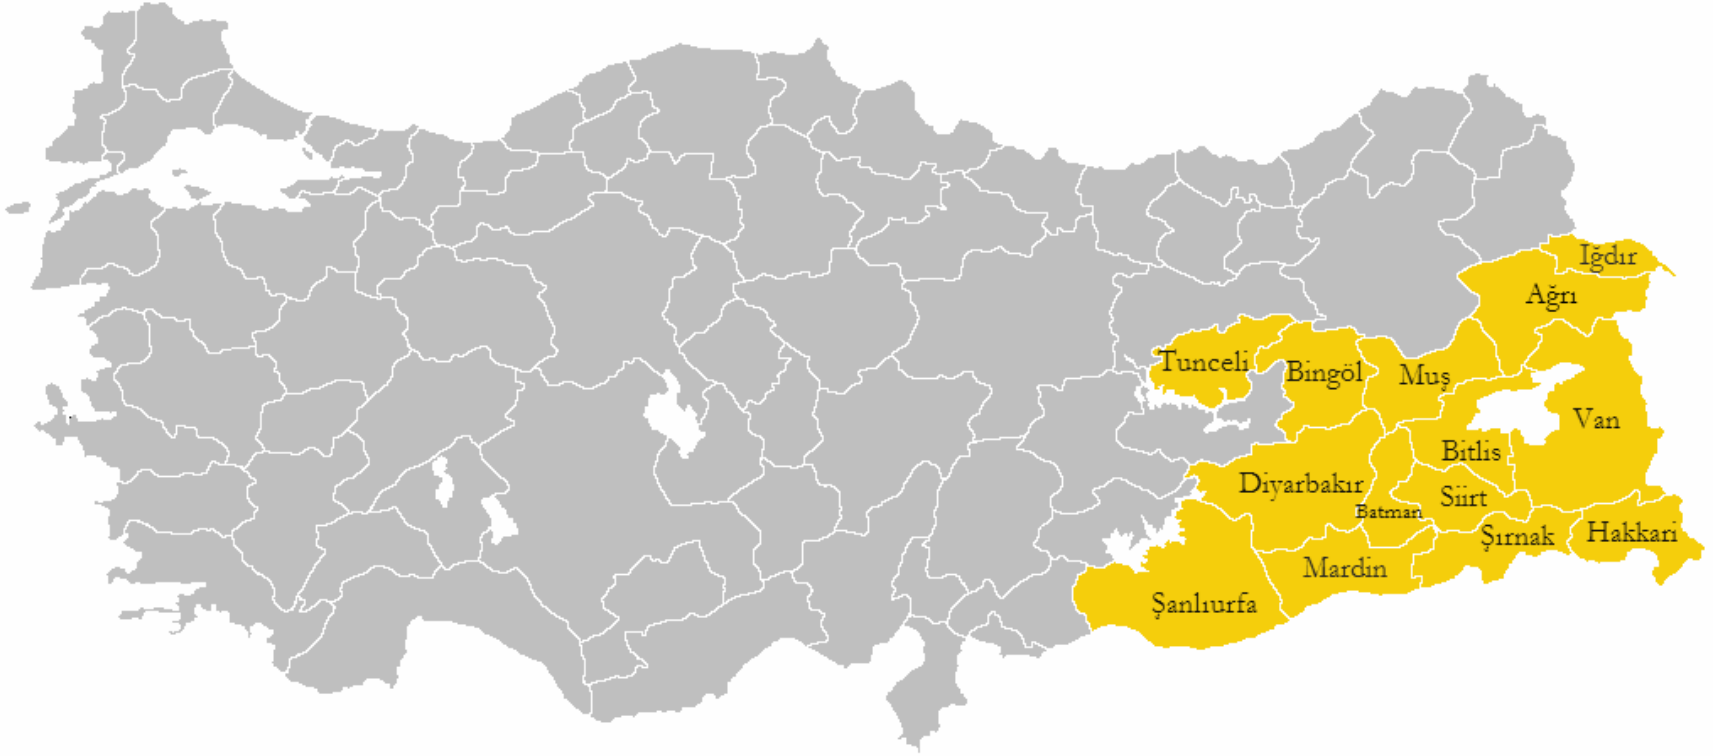 Iğdır
Ağrı
Tunceli
Bingöl
Muş
Van
Bitlis
Diyarbakır
Siirt
Batman
Şırnak
Hakkari
Mardin
Şanlıurfa